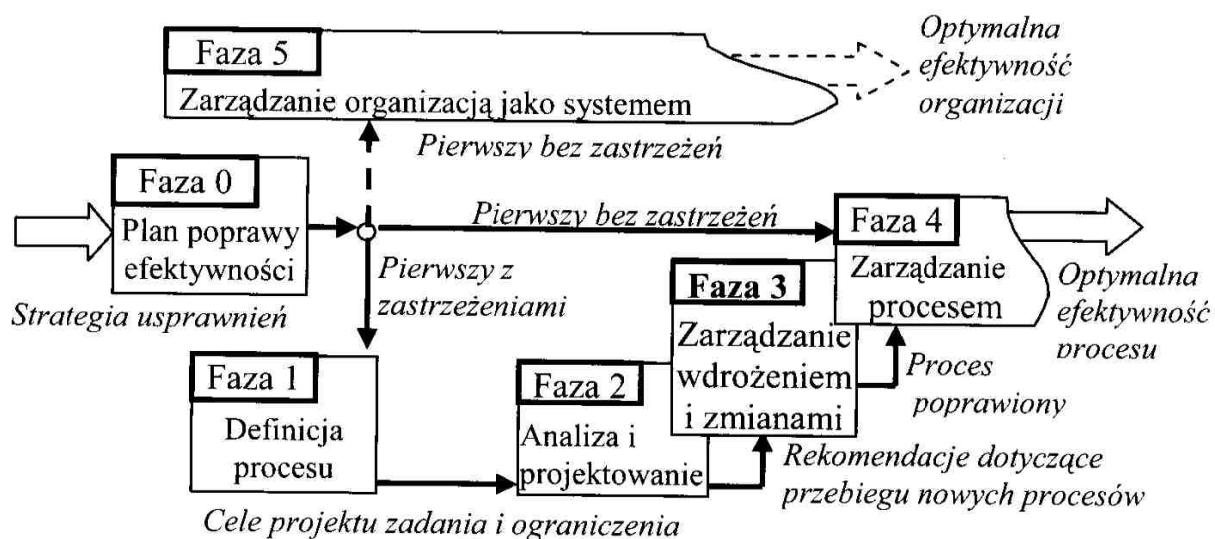 Faza 5
Zarządzanie organizacją jako systemem
Optymalna
efektywność
organizacji
Pierwszy bez zastrzeżeń
Faza 0
Plan poprawy
efektywności
Strategia usprawnień
Pierwszy bez zastrzeżeń
Pierwszy z
zastrzeżeniami
Faza 4
Zarządzanie
procesem
Optymalna
efektywność
procesu
Faza 3
Zarządzanie
wdrożeniem
i zmianami
Proces
poprawiony
Faza 1
Definicja
procesu
Faza 2
Analiza i
projektowanie
Rekomendacje dotyczące
przebiegu nowych procesów
Cele projektu zadania i ograniczenia